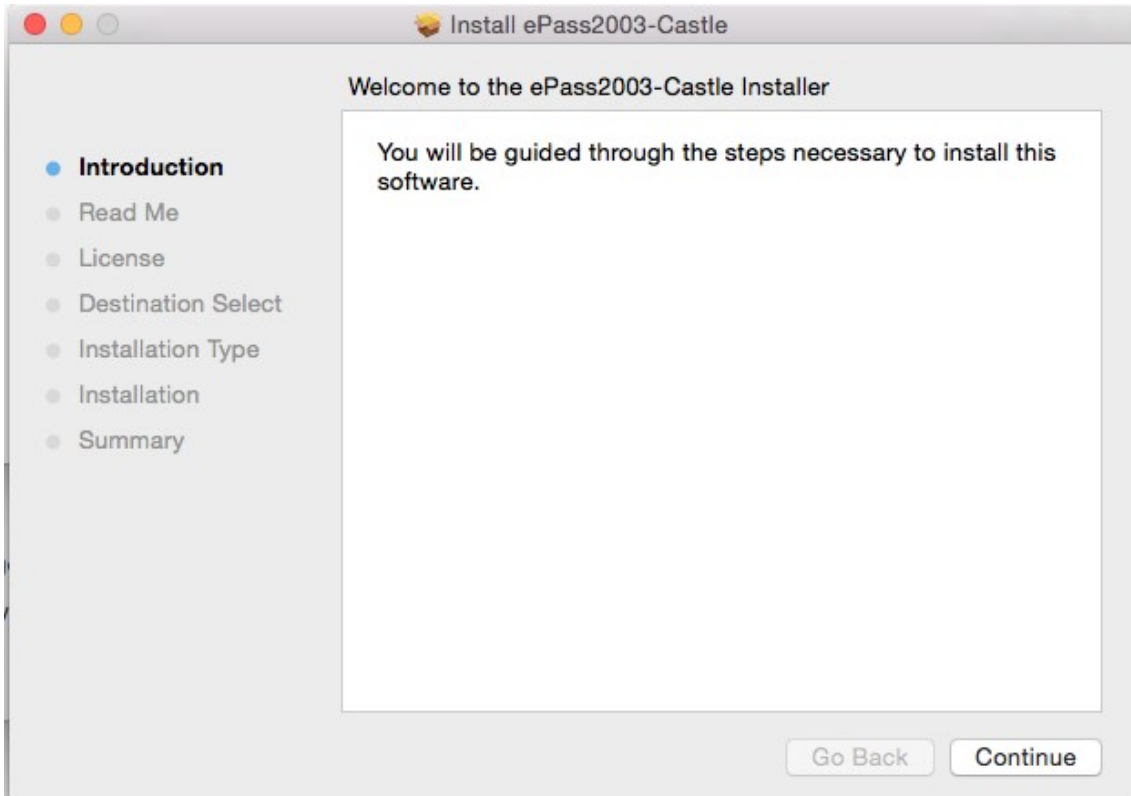 Install ePass2003-Castle
Welcome to the ePass2003-Castle Installer
Introduction
Read Me
License
Destination Select
Installation Type
Installation
Summary
You will be guided through the steps necessary to install this
software.
Go Back
Continue